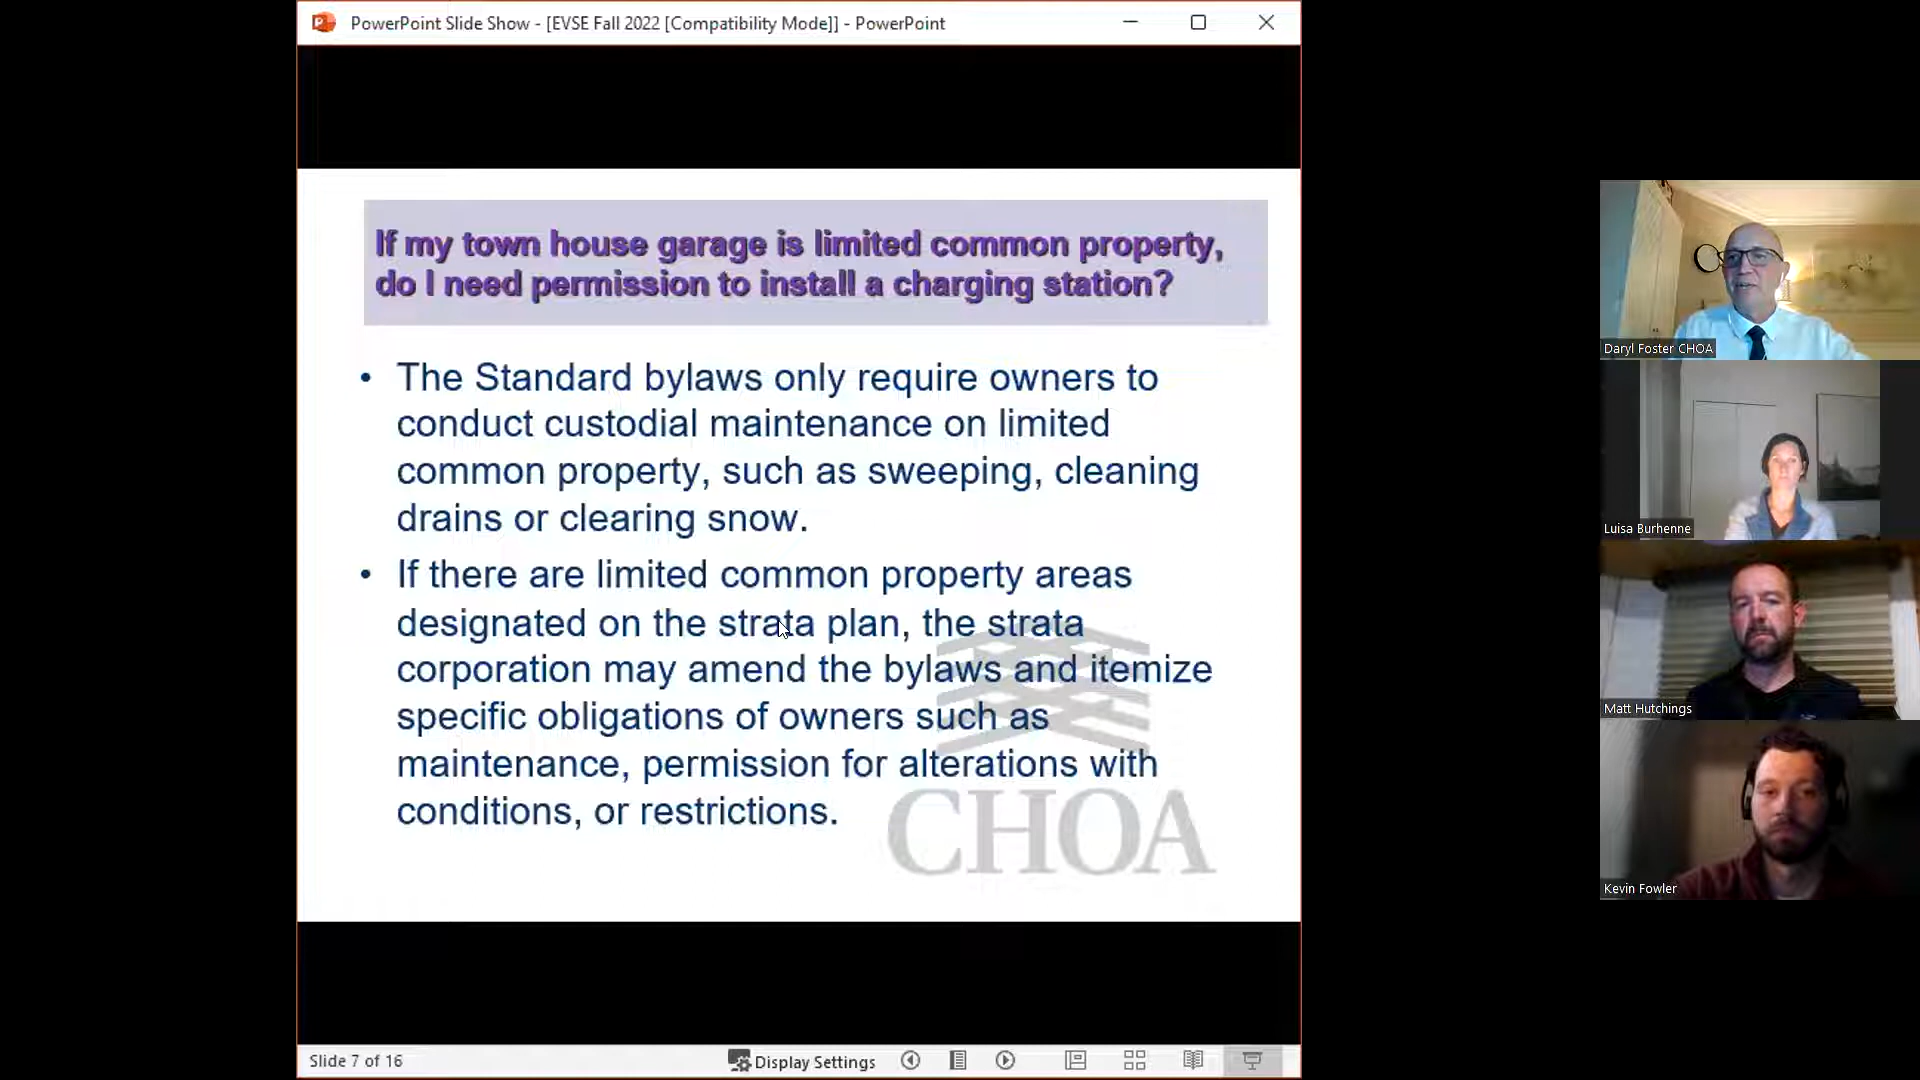 PowerPoint Slide Show - [EVSE Fall 2022 [Compatibility Mode]] - PowerPoint
If my town house garage is limited common property,
do I need permission to install a charging station?
• The Standard bylaws only require owners to
conduct custodial maintenance on limited
common property, such as sweeping, cleaning
drains or clearing snow.
• If there are limited common property areas
designated on the strata plan, the strata
corporation may amend the bylaws and itemize
specific obligations of owners such as
maintenance, permission for alterations with
conditions, or restrictions.
CHOA
Slide 7 of 16
Display Settings
Daryl Foster CHOA
Luisa Burhenne
Matt Hutchings
Kevin Fowler